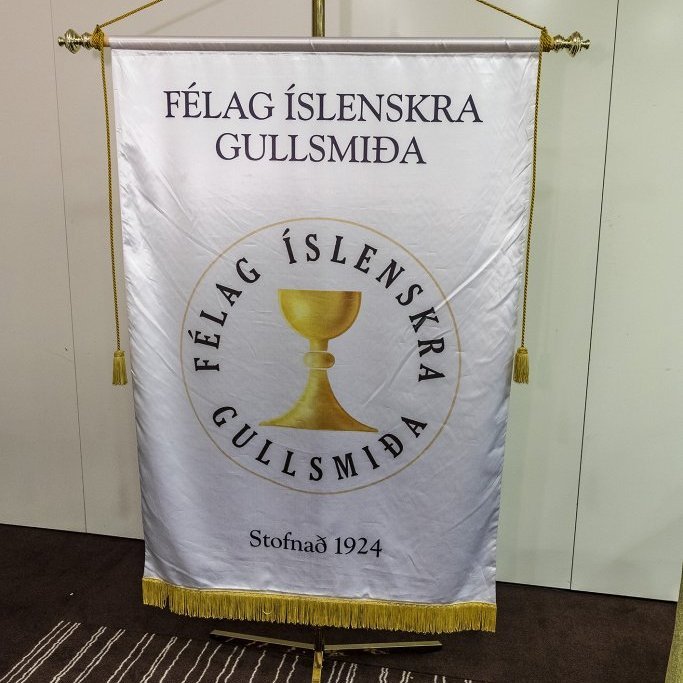 FÉLAG ÍSLENSKRA
GULLSMIÐA
FÉLAG ÍSLENSKRA
GULLSMIÐA
Stofnað 1924